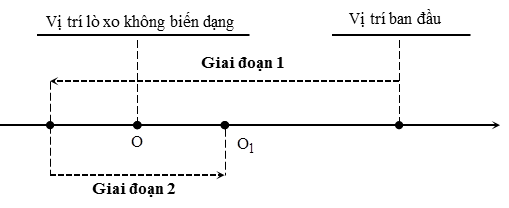 Vị trí lò xo không biến dạng
Vị trí ban đầu
Giai đoạn 1
O
O1
Giai đoạn 2